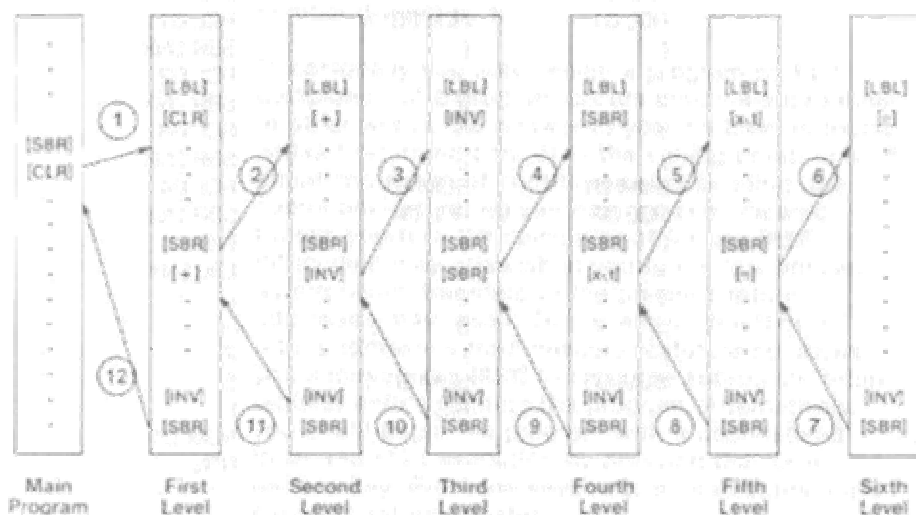 [SBR]
[CLR]
Main
Program
1
12
[LBL]
[CLR]
[SBR]
[+]
[INV]
[SBR]
First
Level
2
11
[LBL]
[+]
[SBR]
[INV]
[INV]
[SBR]
Second
Level
3
10
[LBL]
[INV]
[SBR]
[SBR]
[INV]
[SBR]
Third
Level
4
9
[LBL]
[SBR]
[SBR]
[x:t]
[INV]
[SBR]
Fourth
Level
5
8
[LBL]
[x:t]
[SBR]
[INV]
[SBR]
Fifth
Level
6
7
[LBL]
[INV]
[SBR]
Sixth
Level